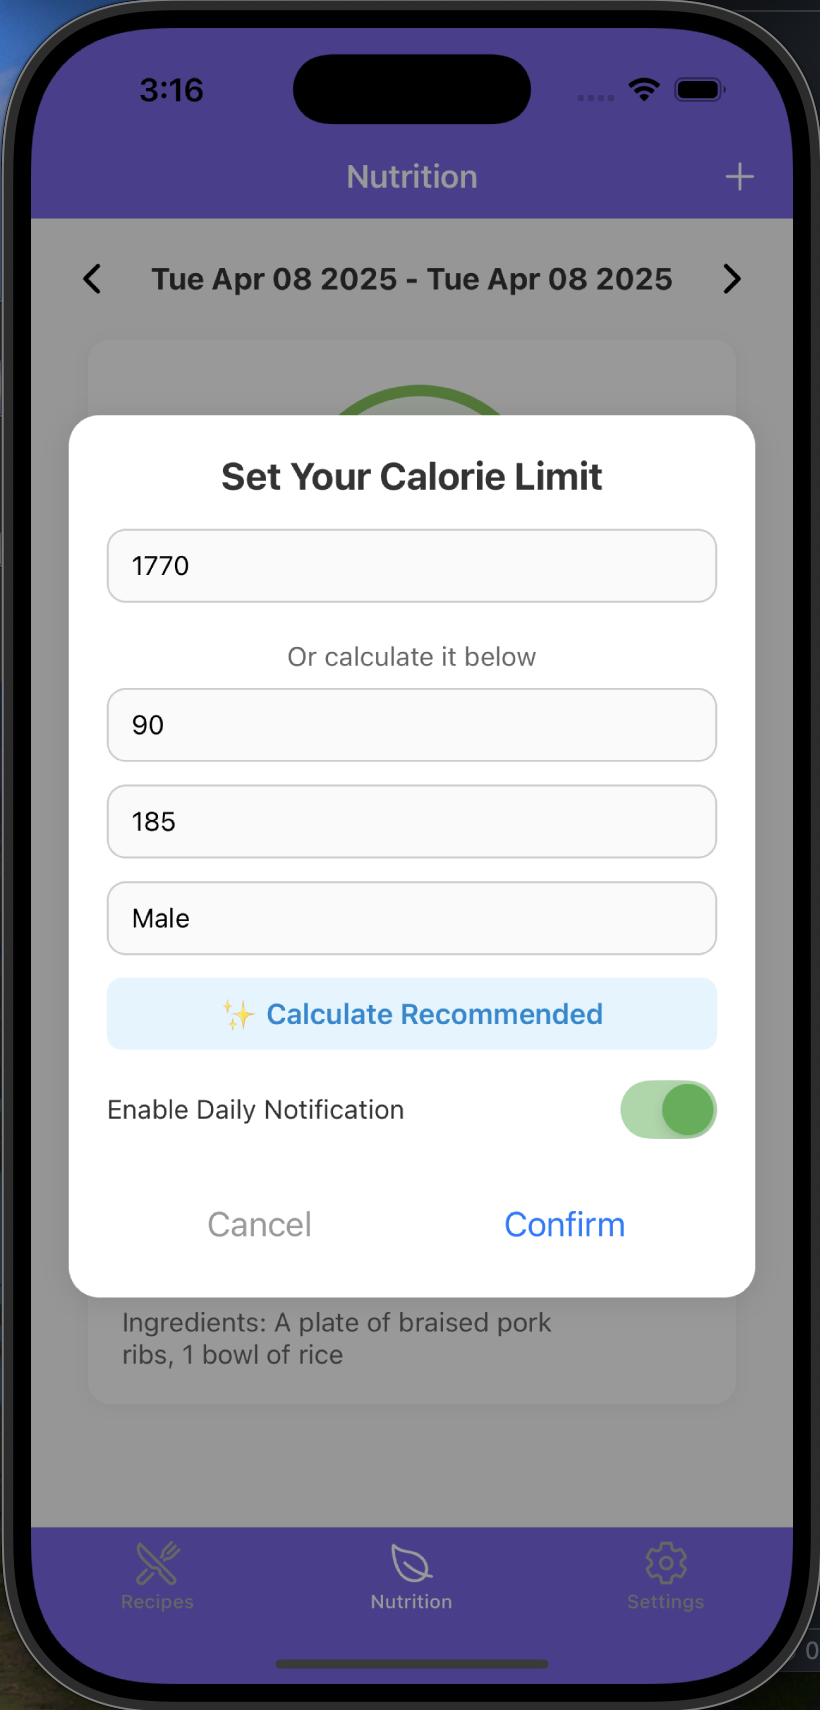 3:16
Nutrition
Tue Apr 08 2025 - Tue Apr 08 2025
Set Your Calorie Limit
1770
Or calculate it below
90
185
Male
✨ Calculate Recommended
Enable Daily Notification
Cancel Confirm
Ingredients: A plate of braised pork
ribs, 1 bowl of rice
Recipes Nutrition Settings
0